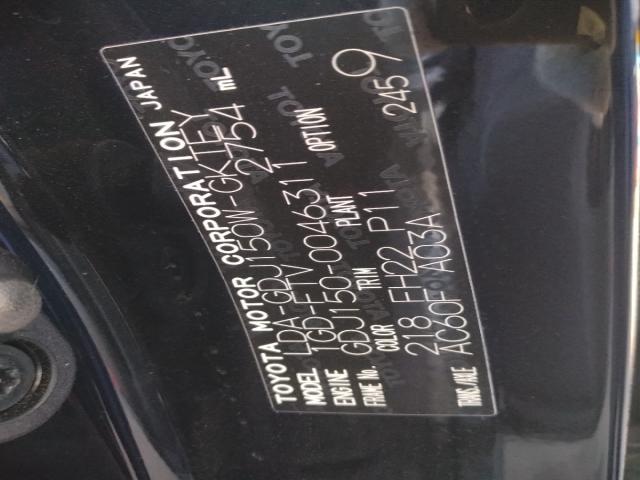 TOYOTA MOTOR CORPORATION JAPAN
MODEL LDA-GDJ150W-GKTEY
ENGINE 1GD-FTV 2754 mL
FRAME No. GDJ150-0046311
COLOR TRIM PLANT OPTION
218 FH22 P11 2459
TRNS./AXLE AC60F A03A